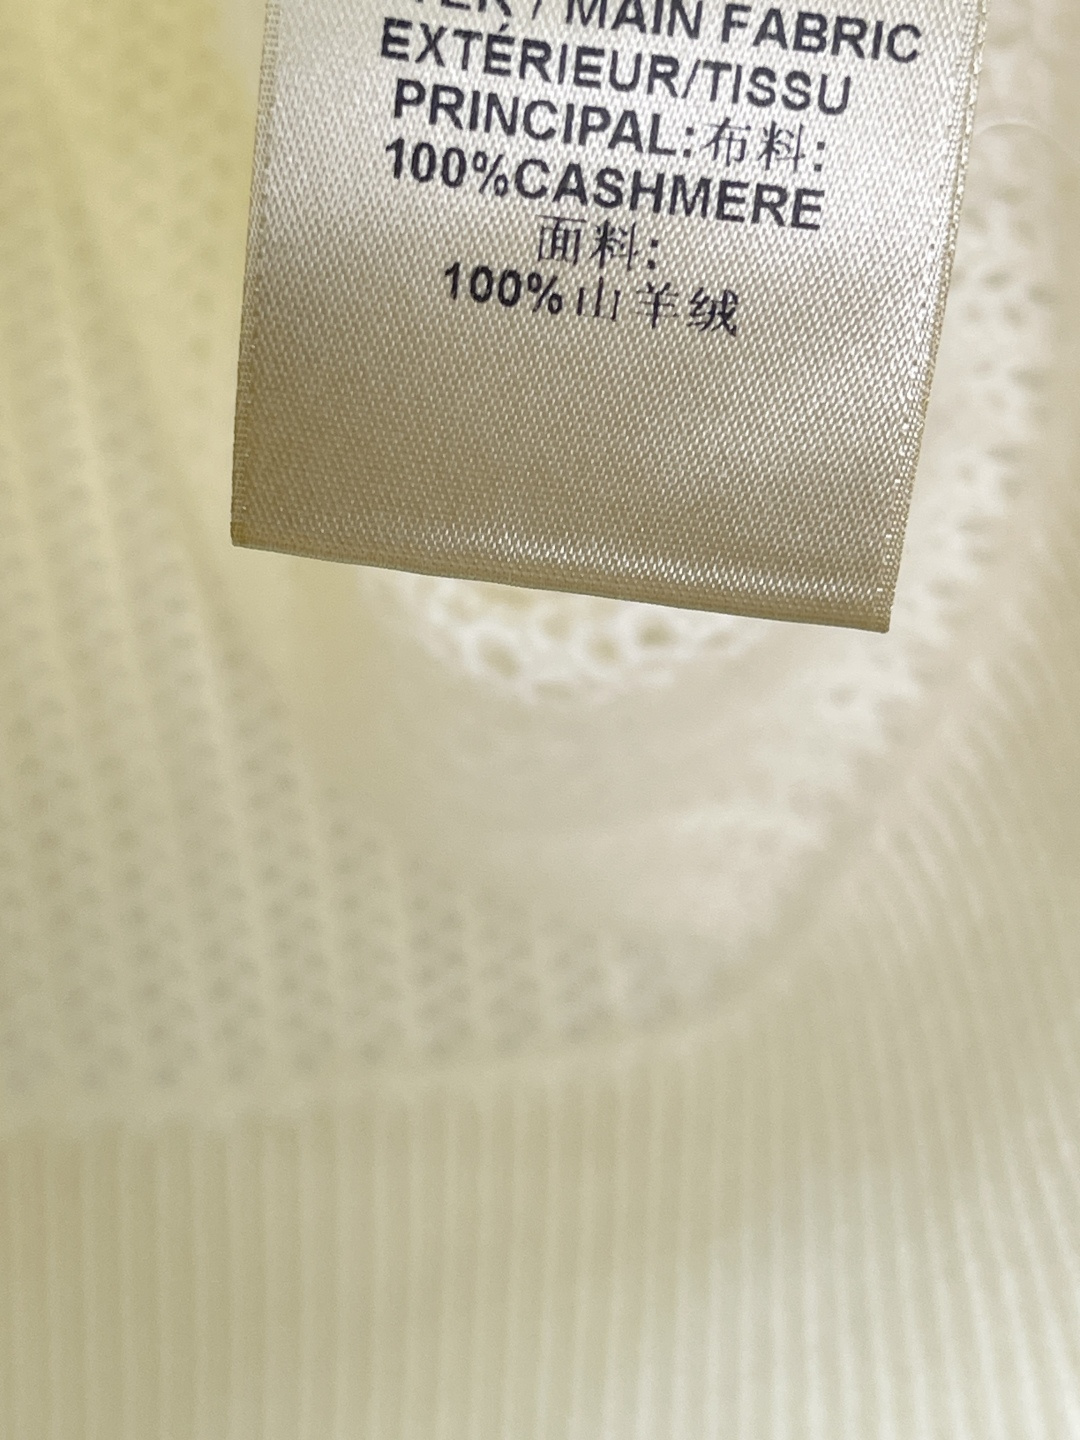 / MAIN FABRIC
EXTÉRIEUR/TISSU
PRINCIPAL:布料:
100%CASHMERE
面料:
100%山羊绒